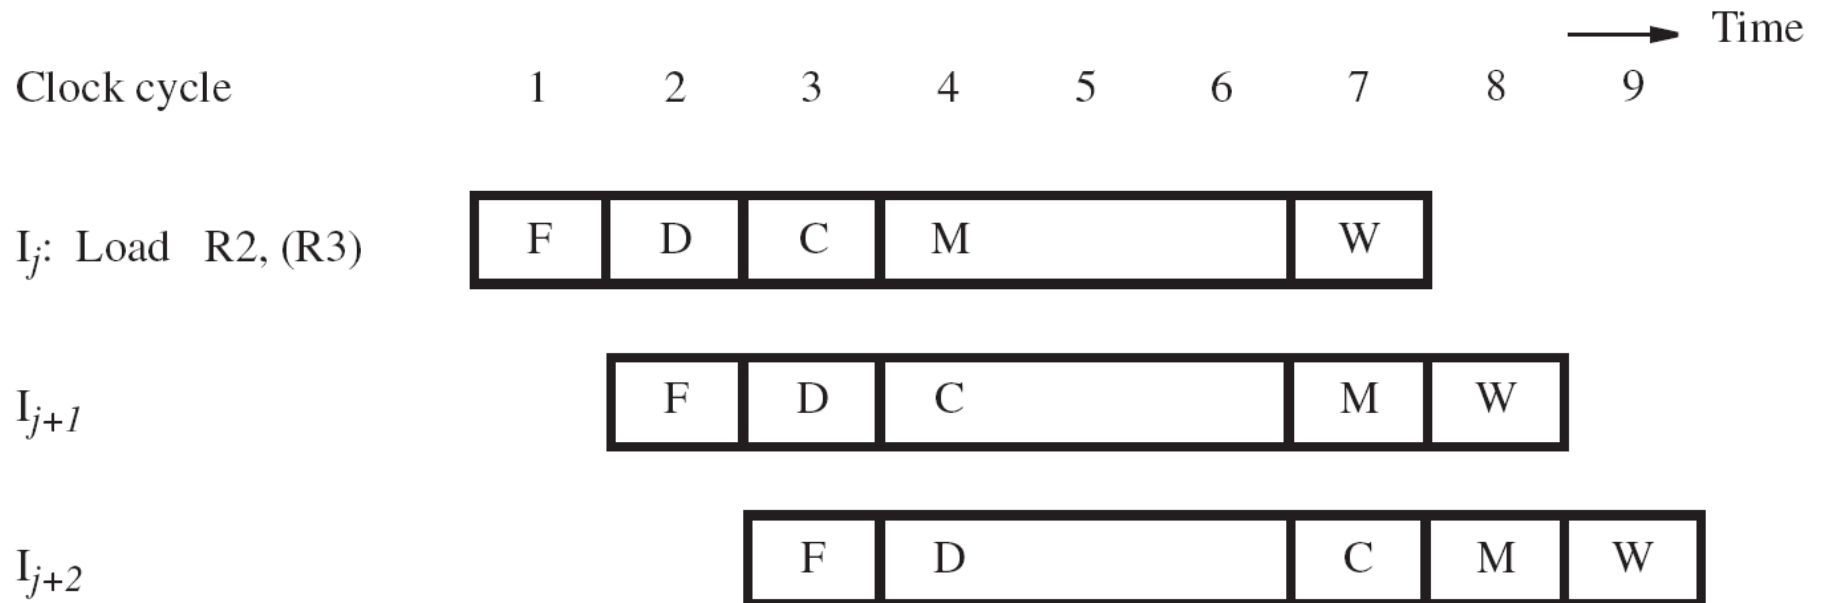 Time
Clock cycle 1 2 3 4 5 6 7 8 9
Ij: Load R2, (R3) F D C M W
Ij+1 F D C M W
Ij+2 F D C M W